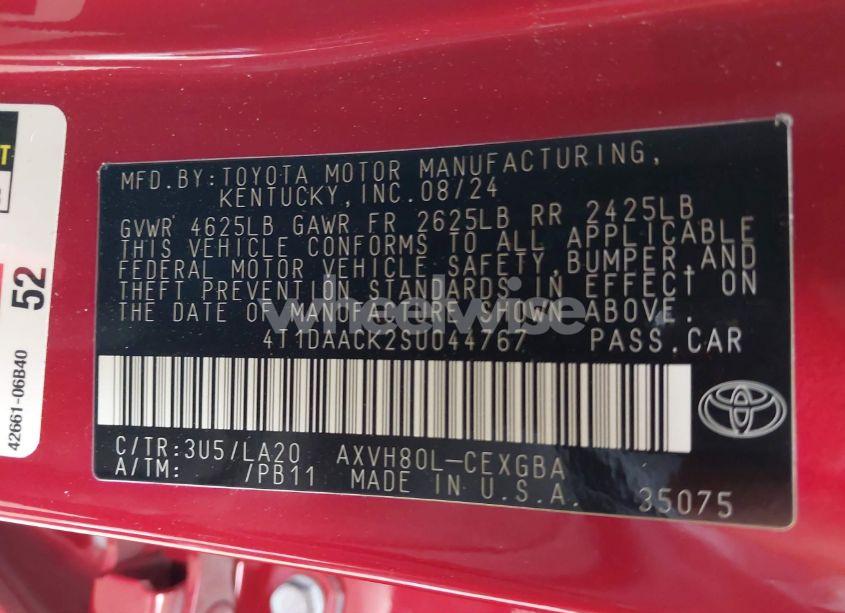 MFD. BY: TOYOTA MOTOR MANUFACTURING,
KENTUCKY, INC. 08/24
GVWR 4625LB GAWR FR 2625LB RR 2425LB
THIS VEHICLE CONFORMS TO ALL APPLICABLE
FEDERAL MOTOR VEHICLE SAFETY, BUMPER, AND
THEFT PREVENTION STANDARDS IN EFFECT ON
THE DATE OF MANUFACTURE SHOWN ABOVE.
4T1DAACK2SU044767 PASS. CAR
C/TR: 3U5/LA20 AXVH80L-CEXGBA
A/TM: /PB11 MADE IN U.S.A. 35075
wheelwise
52
42661-06B40